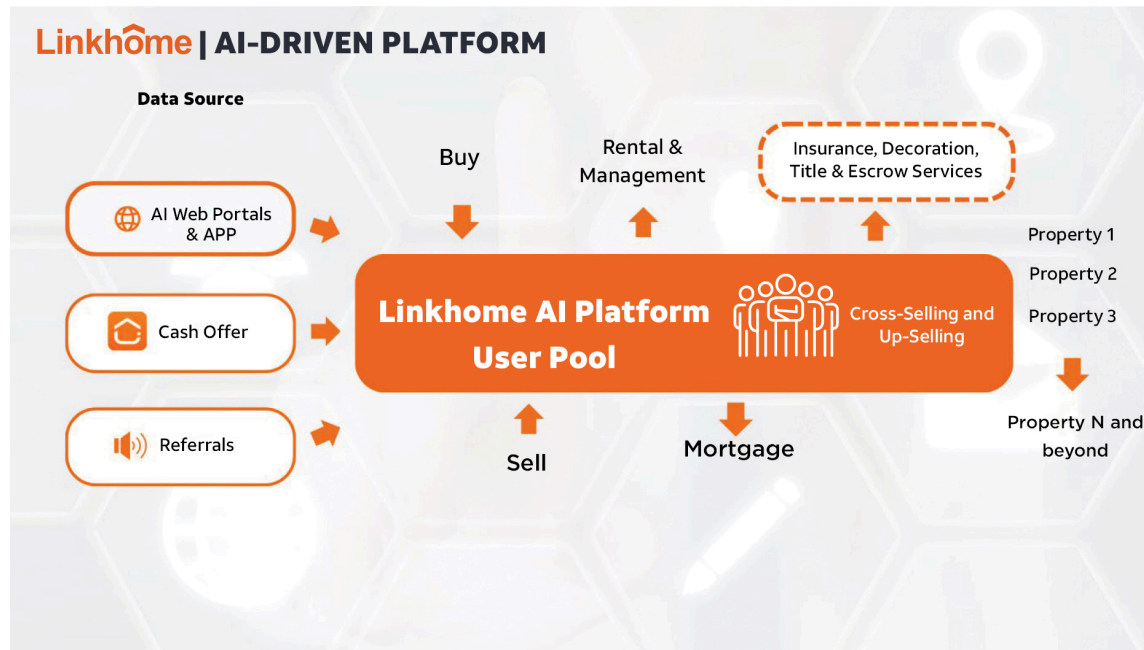 Linkhome | AI-DRIVEN PLATFORM
Data Source
AI Web Portals
& APP
Cash Offer
Referrals
Buy
Rental &
Management
Insurance, Decoration,
Title & Escrow Services
Linkhome AI Platform
User Pool
Cross-Selling and
Up-Selling
Sell
Mortgage
Property 1
Property 2
Property 3
Property N and
beyond